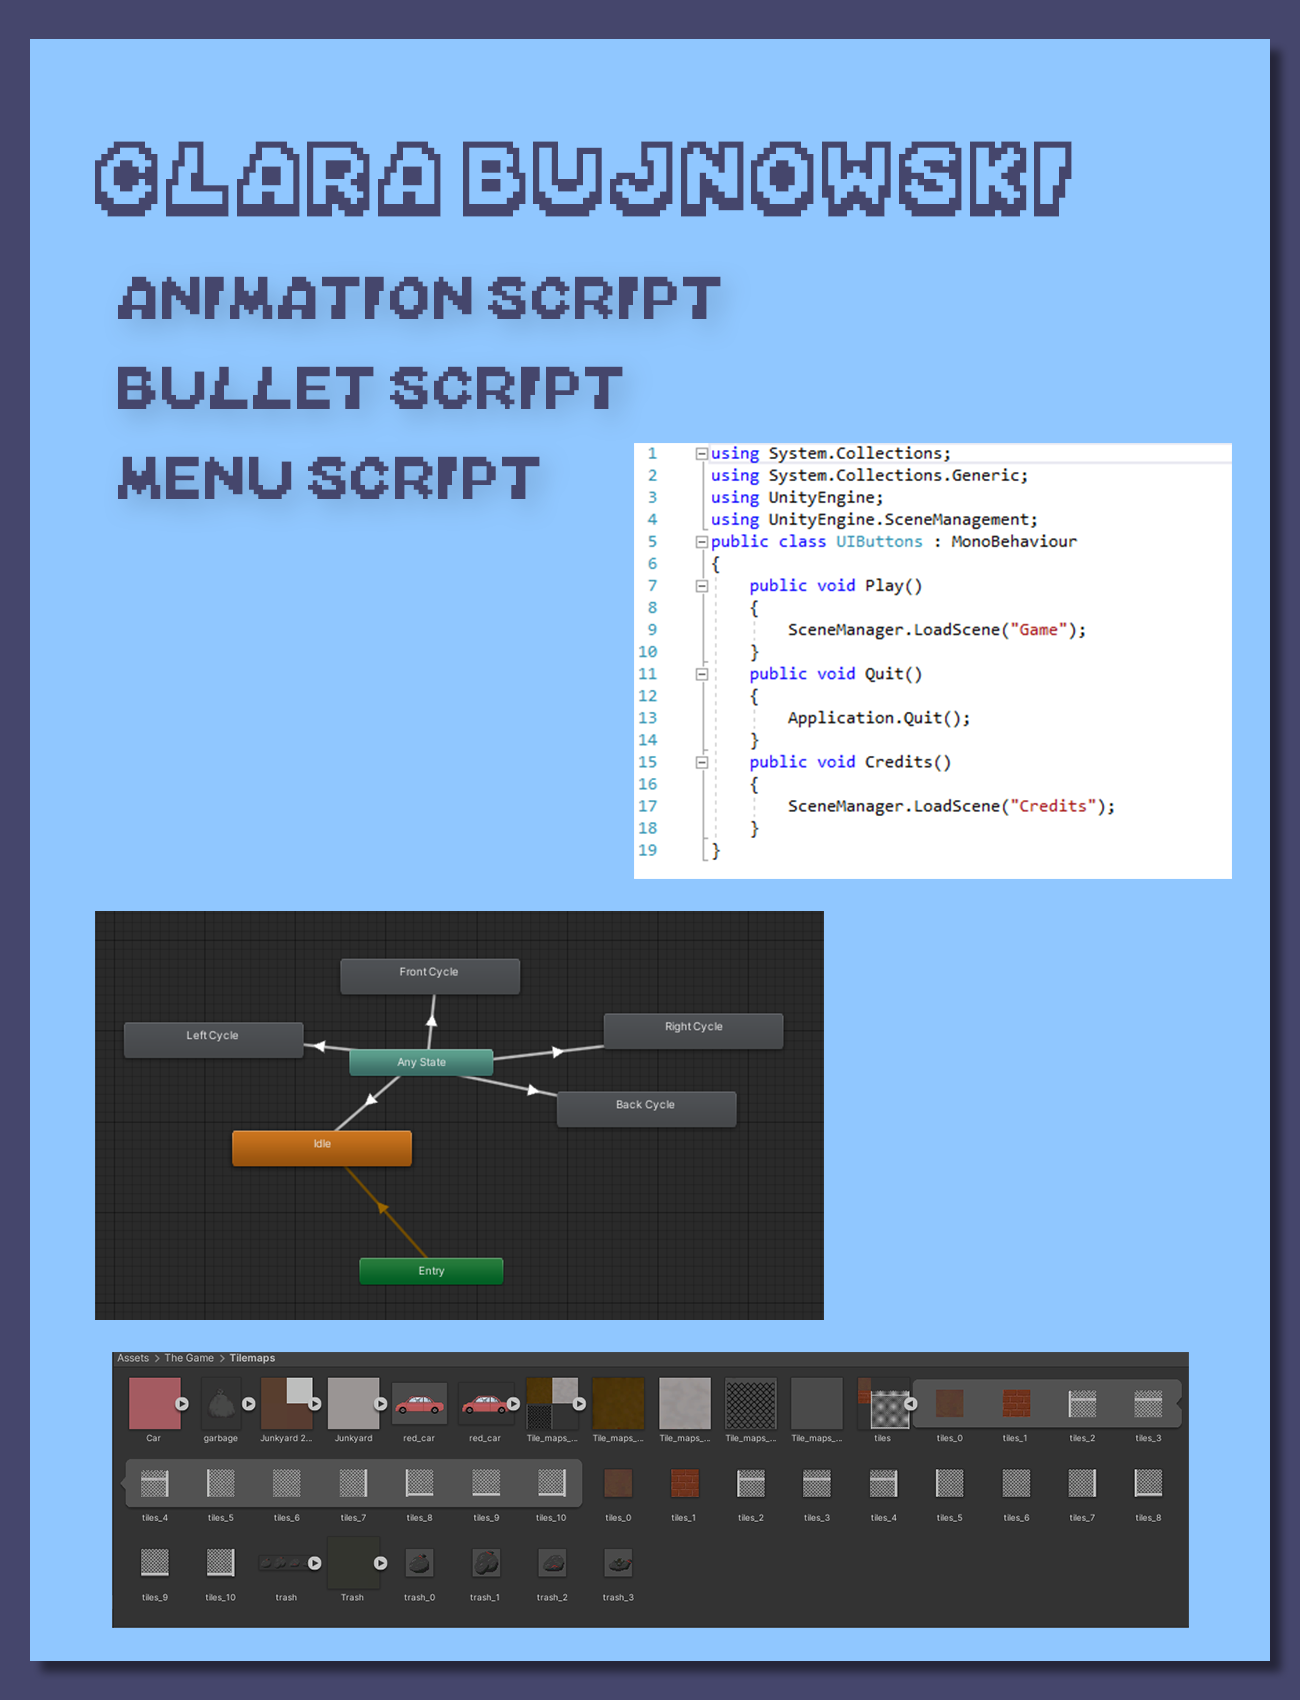 CLARA BUJNOWSKI
ANIMATION SCRIPT
BULLET SCRIPT
MENU SCRIPT
1 using System.Collections;
2 using System.Collections.Generic;
3 using UnityEngine;
4 using UnityEngine.SceneManagement;
5 public class UIButtons : MonoBehaviour
6 {
7 public void Play()
8 {
9 SceneManager.LoadScene("Game");
10 }
11 public void Quit()
12 {
13 Application.Quit();
14 }
15 public void Credits()
16 {
17 SceneManager.LoadScene("Credits");
18 }
19 }
Front Cycle
Left Cycle
Right Cycle
Any State
Back Cycle
Idle
Entry
Assets > The Game > Tilemaps
Car garbage Junkyard 2... Junkyard red_car red_car Tile_maps_... Tile_maps_... Tile_maps_... Tile_maps_... Tile_maps_... tiles tiles_0 tiles_1 tiles_2 tiles_3
tiles_4 tiles_5 tiles_6 tiles_7 tiles_8 tiles_9 tiles_10 tiles_0 tiles_1 tiles_2 tiles_3 tiles_4 tiles_5 tiles_6 tiles_7 tiles_8
tiles_9 tiles_10 trash Trash trash_0 trash_1 trash_2 trash_3